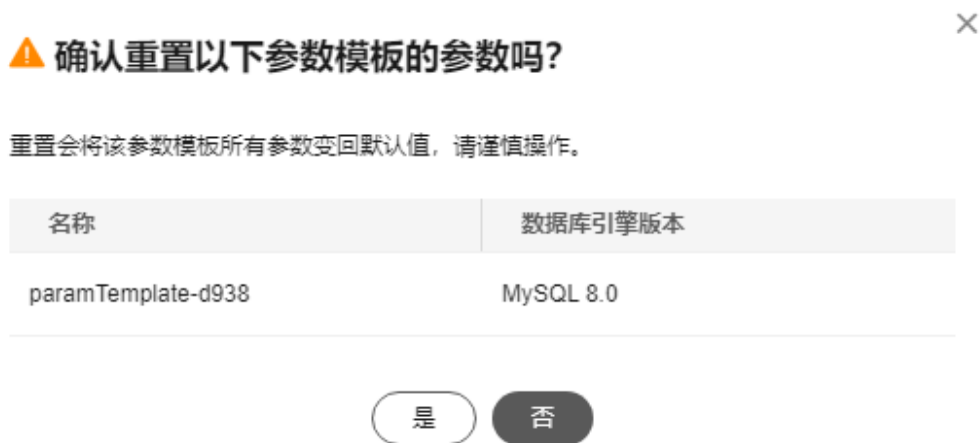 确认重置以下参数模板的参数吗？
重置会将该参数模板所有参数变回默认值，请谨慎操作。
名称 数据库引擎版本
paramTemplate-d938 MySQL 8.0
是 否